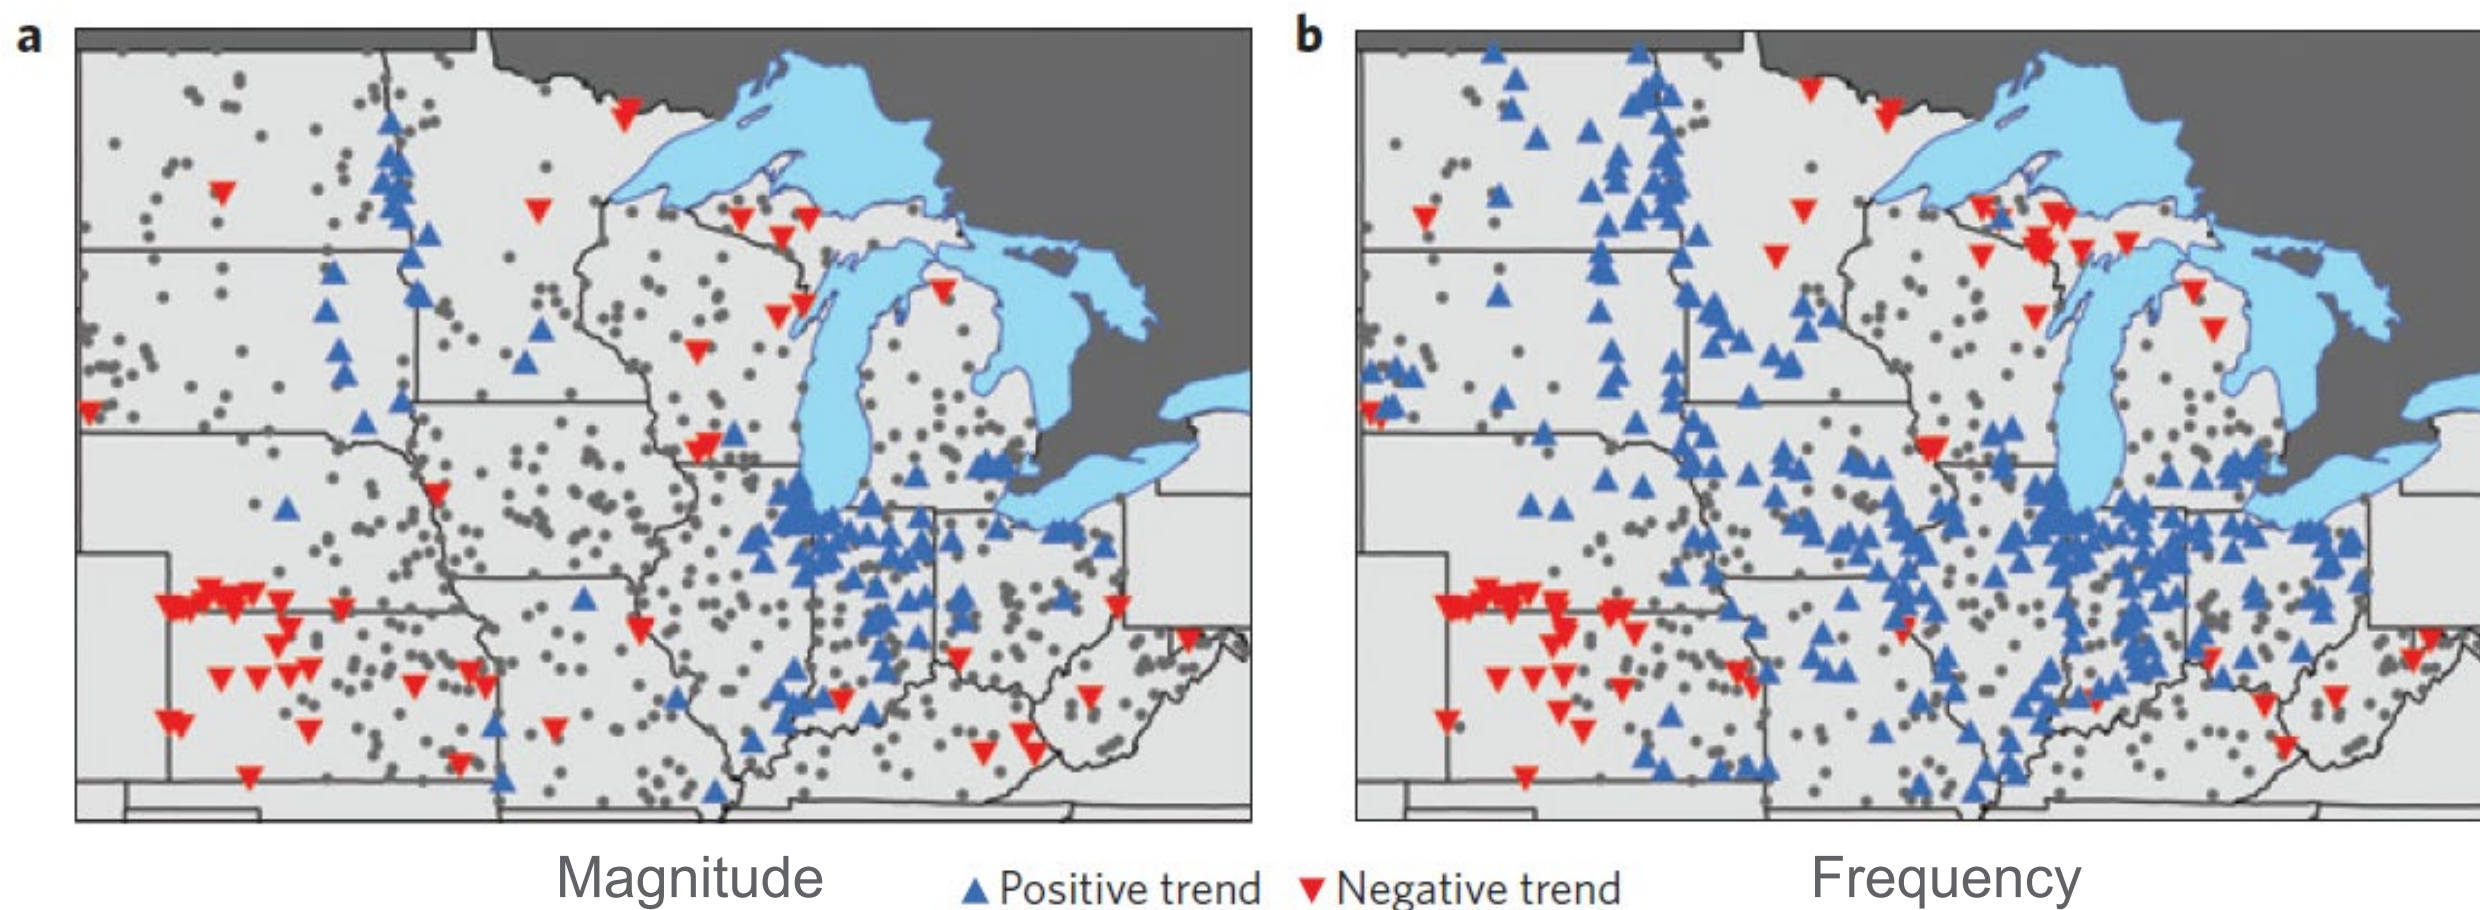 a
b
Magnitude
Positive trend
Negative trend
Frequency